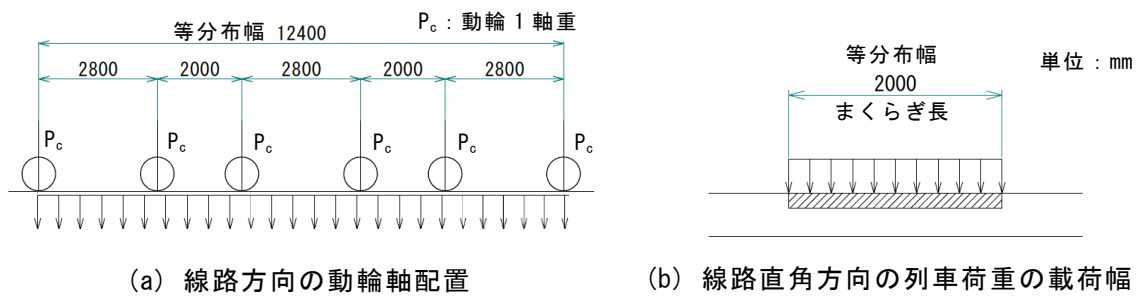 等分布幅 12400
Pc：動輪１軸重
2800 2000 2800 2000 2800
Pc Pc Pc Pc Pc Pc
(a) 線路方向の動輪軸配置
等分布幅
2000
まくらぎ長
単位：mm
(b) 線路直角方向の列車荷重の載荷幅